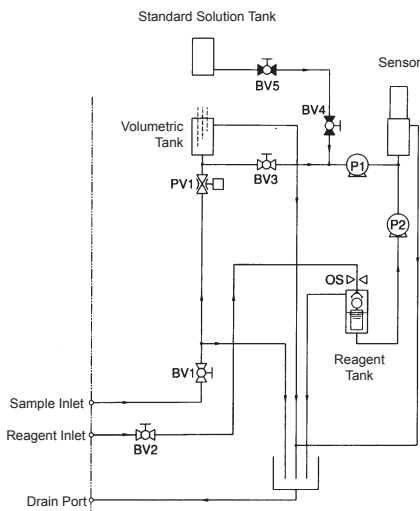 Standard Solution Tank
Sensor
BV5
BV4
Volumetric
Tank
P1
BV3
PV1
P2
OS
Reagent
Tank
BV1
Sample Inlet
Reagent Inlet
BV2
Drain Port